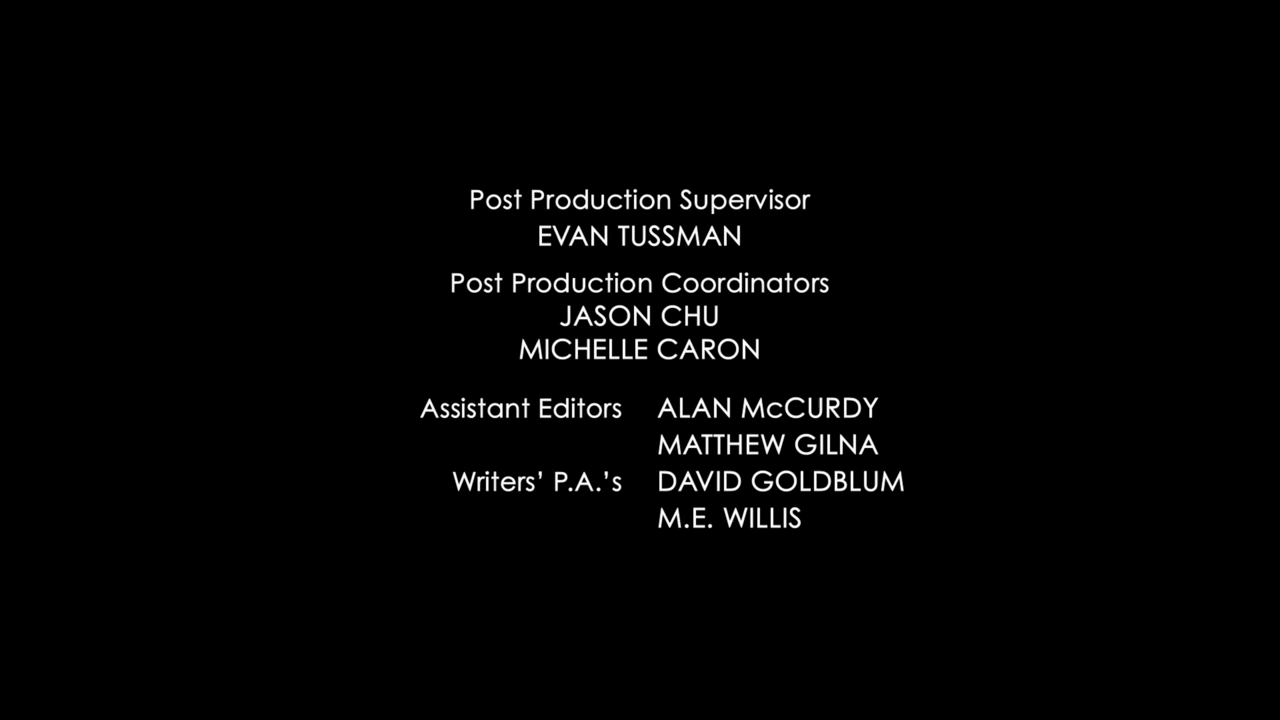 Post Production Supervisor
EVAN TUSSMAN
Post Production Coordinators
JASON CHU
MICHELLE CARON
Assistant Editors ALAN McCURDY
MATTHEW GILNA
Writers’ P.A.’s DAVID GOLDBLUM
M.E. WILLIS